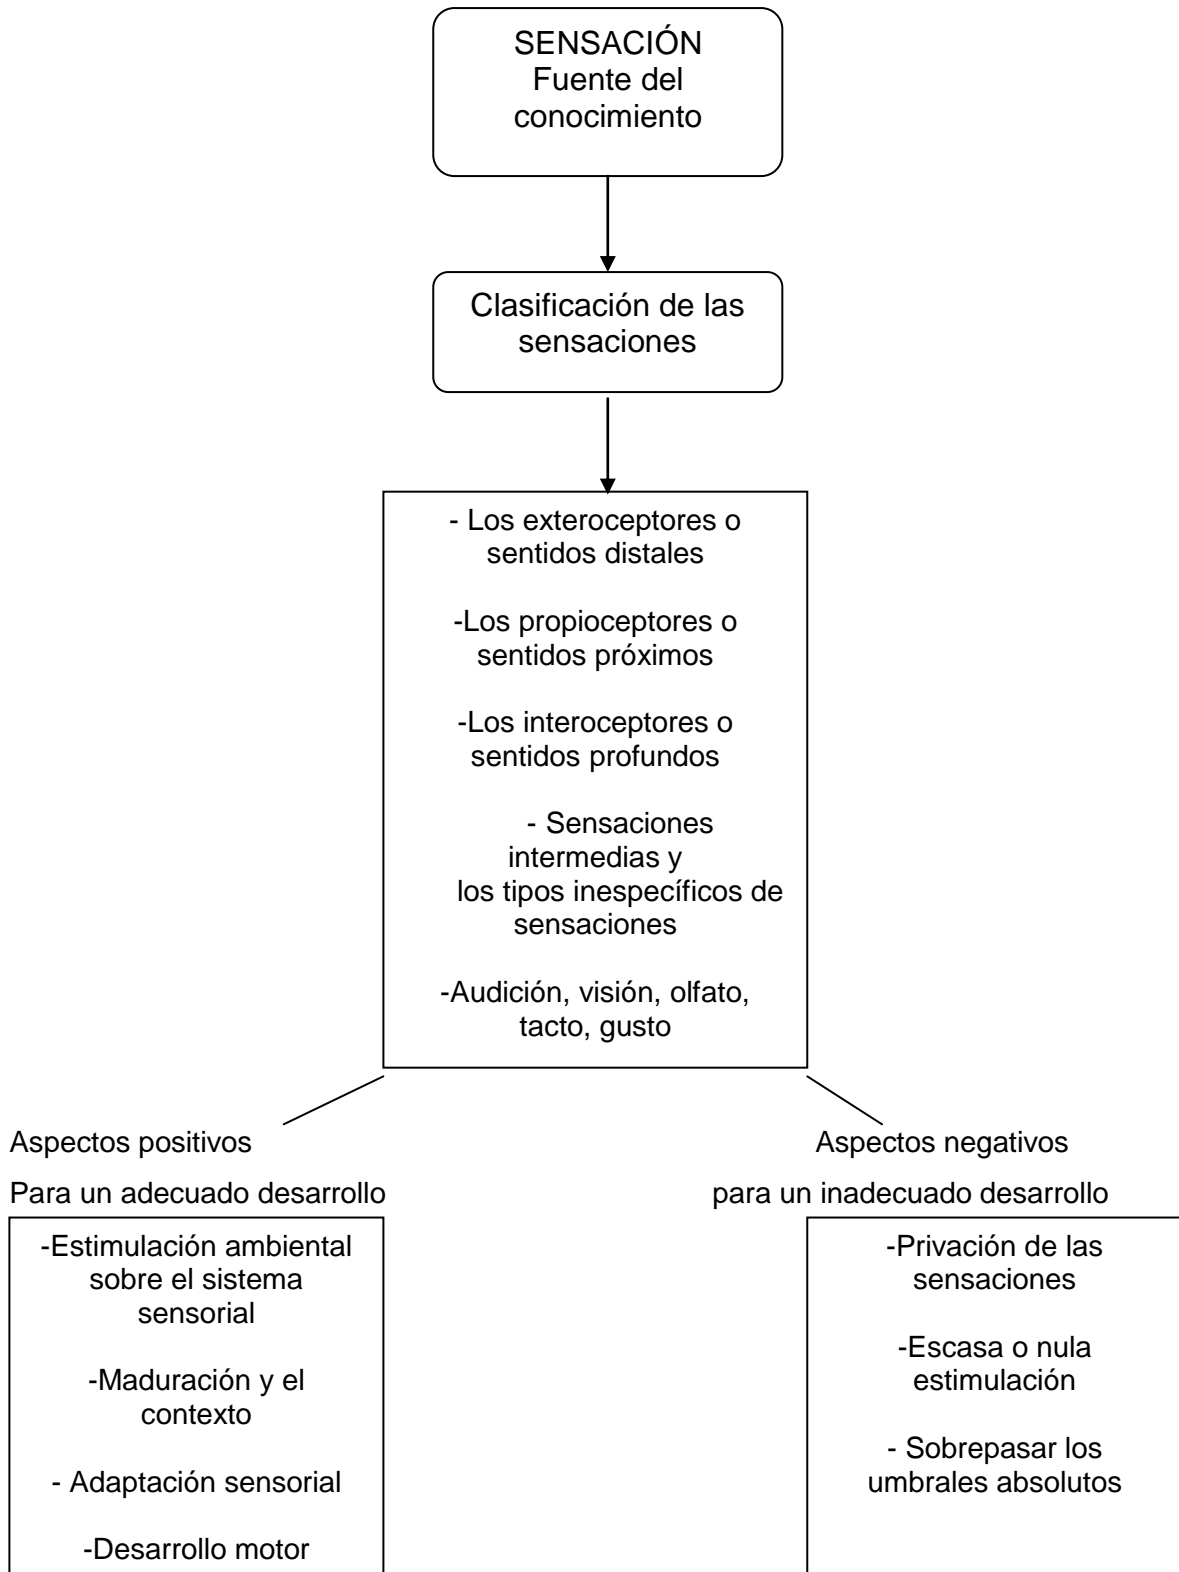 SENSACIÓN
Fuente del
conocimiento
Clasificación de las
sensaciones
- Los exteroceptores o
sentidos distales
-Los propioceptores o
sentidos próximos
-Los interoceptores o
sentidos profundos
- Sensaciones
intermedias y
los tipos inespecíficos de
sensaciones
-Audición, visión, olfato,
tacto, gusto
Aspectos positivos
Para un adecuado desarrollo
-Estimulación ambiental
sobre el sistema
sensorial
-Maduración y el
contexto
- Adaptación sensorial
-Desarrollo motor
Aspectos negativos
para un inadecuado desarrollo
-Privación de las
sensaciones
-Escasa o nula
estimulación
- Sobrepasar los
umbrales absolutos